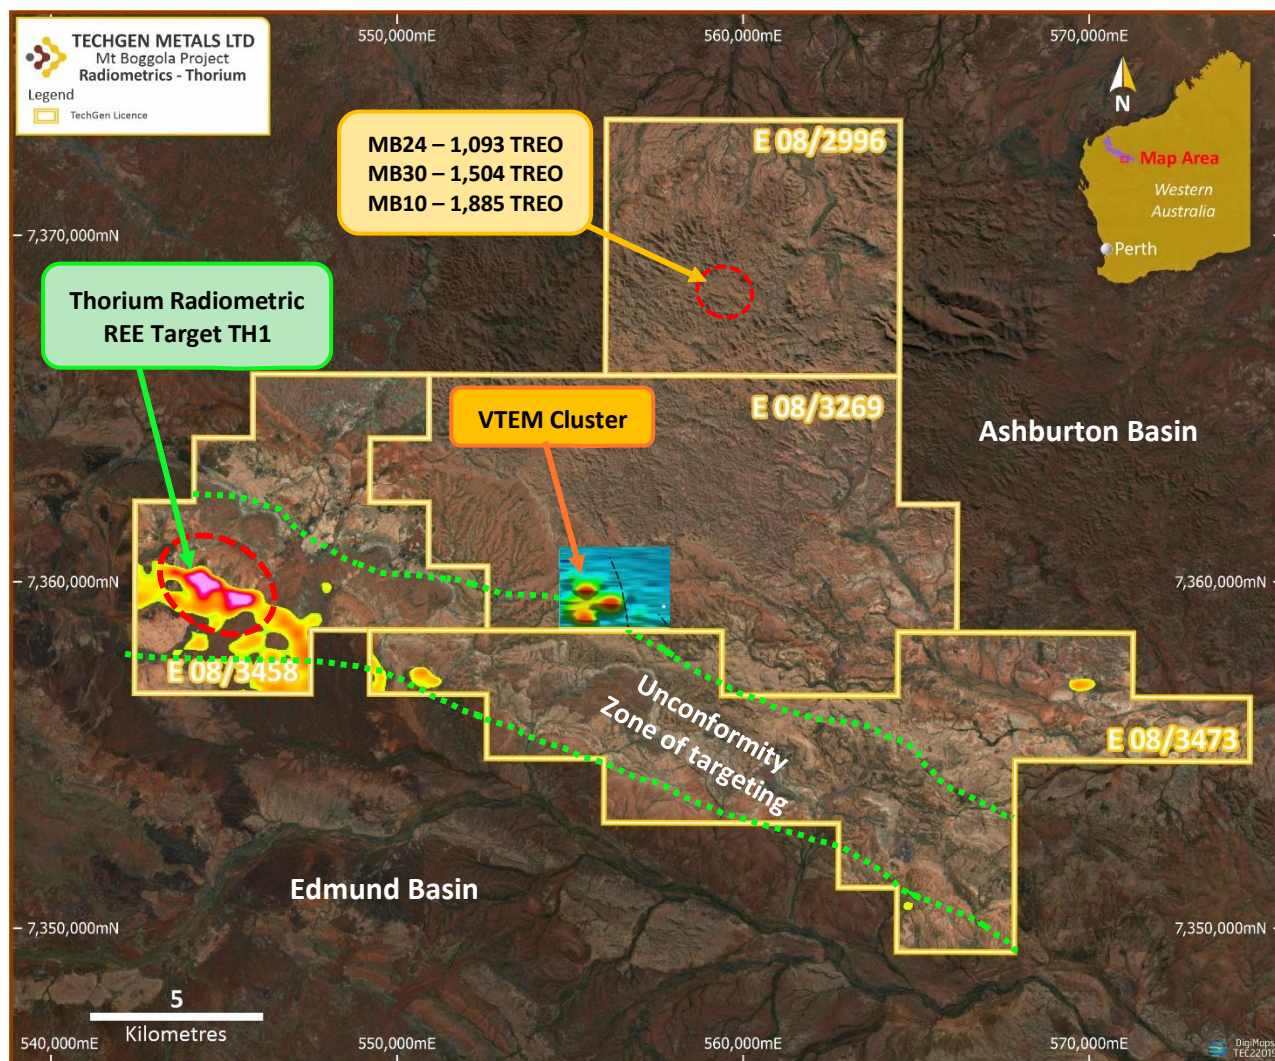 TECHGEN METALS LTD
Mt Boggola Project
Radiometrics - Thorium
Legend
TechGen Licence
550,000mE
560,000mE
570,000mE
N
Map Area
Western
Australia
Perth
MB24 – 1,093 TREO
MB30 – 1,504 TREO
MB10 – 1,885 TREO
E 08/2996
7,370,000mN
Thorium Radiometric
REE Target TH1
VTEM Cluster
E 08/3269
Ashburton Basin
7,360,000mN
7,360,000mN
E 08/3458
Unconformity
Zone of targeting
E 08/3473
Edmund Basin
7,350,000mN
7,350,000mN
5
Kilometres
540,000mE
550,000mE
560,000mE
570,000mE
DigiMaps